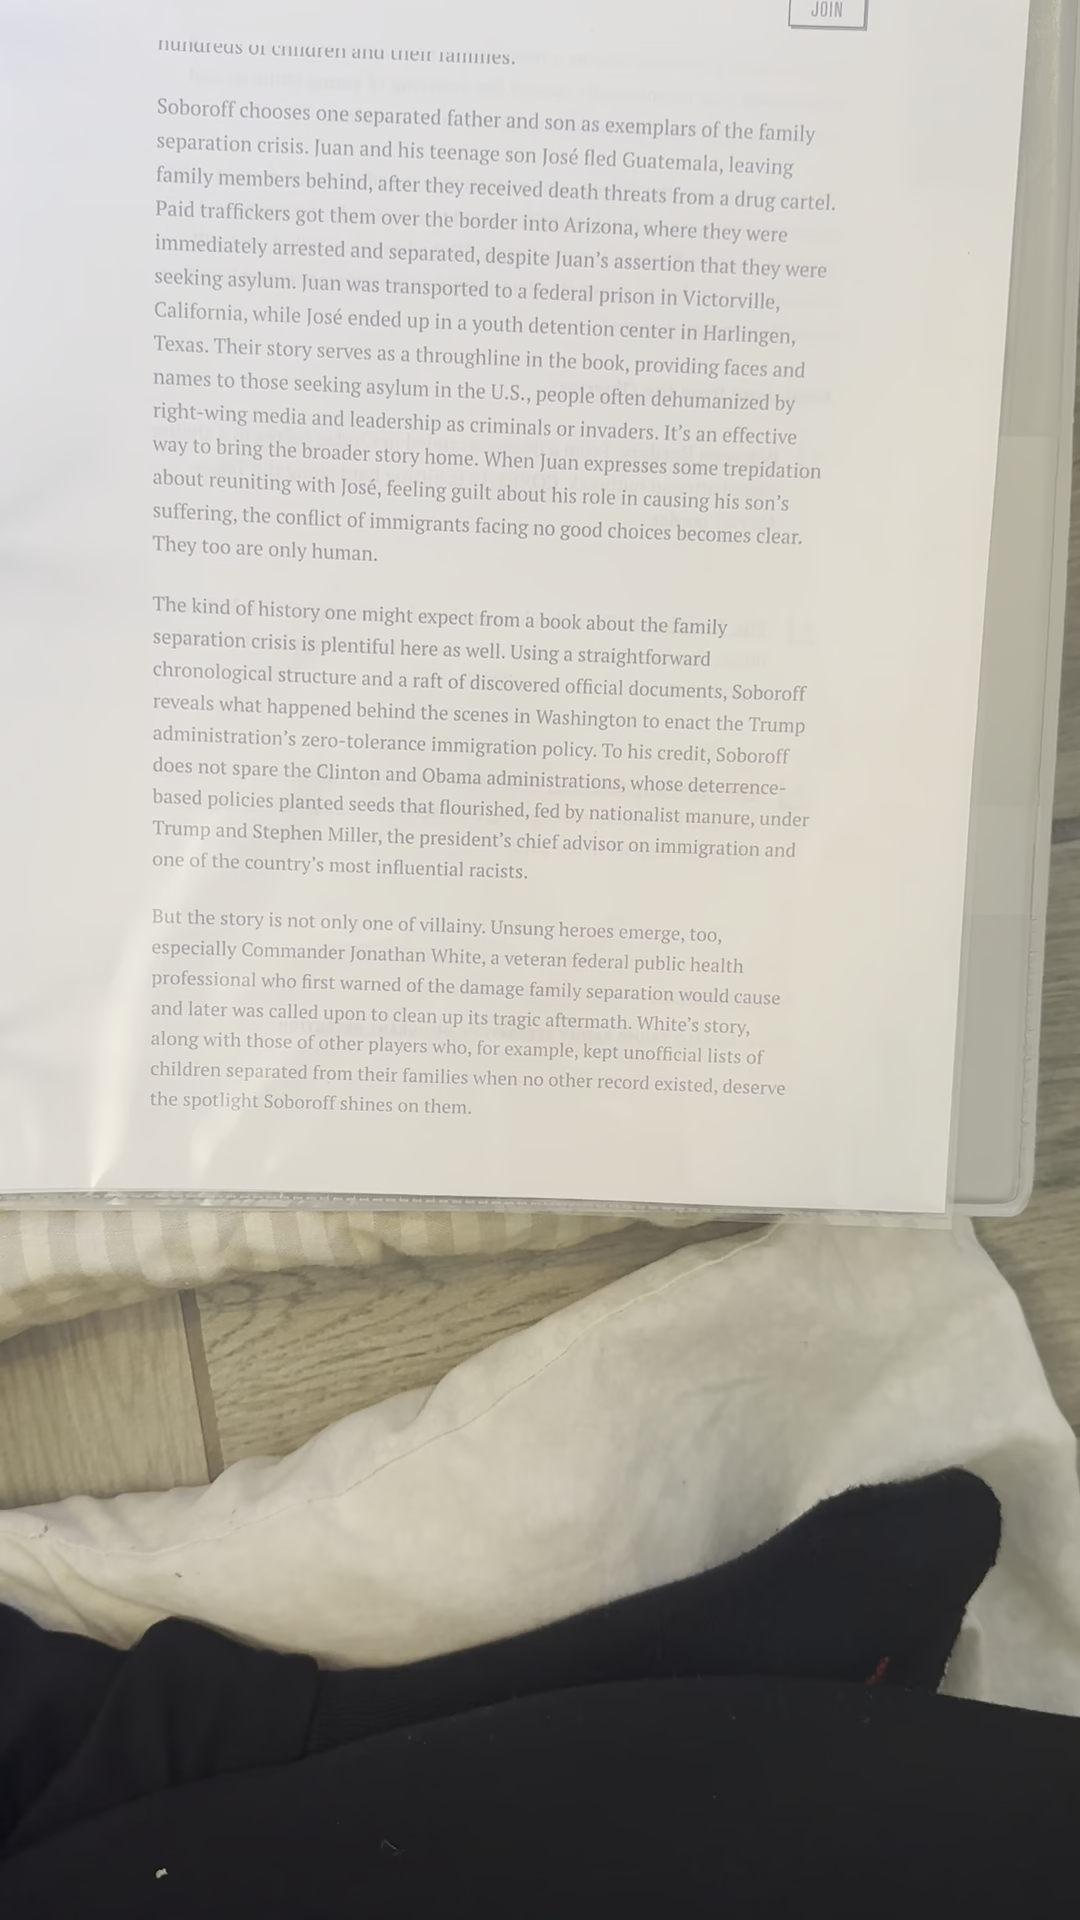 JOIN
hundreds of children and their families.
Soboroff chooses one separated father and son as exemplars of the family
separation crisis. Juan and his teenage son José fled Guatemala, leaving
family members behind, after they received death threats from a drug cartel.
Paid traffickers got them over the border into Arizona, where they were
immediately arrested and separated, despite Juan’s assertion that they were
seeking asylum. Juan was transported to a federal prison in Victorville,
California, while José ended up in a youth detention center in Harlingen,
Texas. Their story serves as a throughline in the book, providing faces and
names to those seeking asylum in the U.S., people often dehumanized by
right-wing media and leadership as criminals or invaders. It’s an effective
way to bring the broader story home. When Juan expresses some trepidation
about reuniting with José, feeling guilt about his role in causing his son’s
suffering, the conflict of immigrants facing no good choices becomes clear.
They too are only human.
The kind of history one might expect from a book about the family
separation crisis is plentiful here as well. Using a straightforward
chronological structure and a raft of discovered official documents, Soboroff
reveals what happened behind the scenes in Washington to enact the Trump
administration’s zero-tolerance immigration policy. To his credit, Soboroff
does not spare the Clinton and Obama administrations, whose deterrence-
based policies planted seeds that flourished, fed by nationalist manure, under
Trump and Stephen Miller, the president’s chief advisor on immigration and
one of the country’s most influential racists.
But the story is not only one of villainy. Unsung heroes emerge, too,
especially Commander Jonathan White, a veteran federal public health
professional who first warned of the damage family separation would cause
and later was called upon to clean up its tragic aftermath. White’s story,
along with those of other players who, for example, kept unofficial lists of
children separated from their families when no other record existed, deserve
the spotlight Soboroff shines on them.